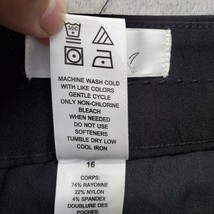 MACHINE WASH COLD
WITH LIKE COLORS
GENTLE CYCLE
ONLY NON-CHLORINE
BLEACH
WHEN NEEDED
DO NOT USE
SOFTENERS
TUMBLE DRY LOW
COOL IRON
16
CORPS:
74% RAYONNE
22% NYLON
4% SPANDEX
DOUBLURE DES
POCHES